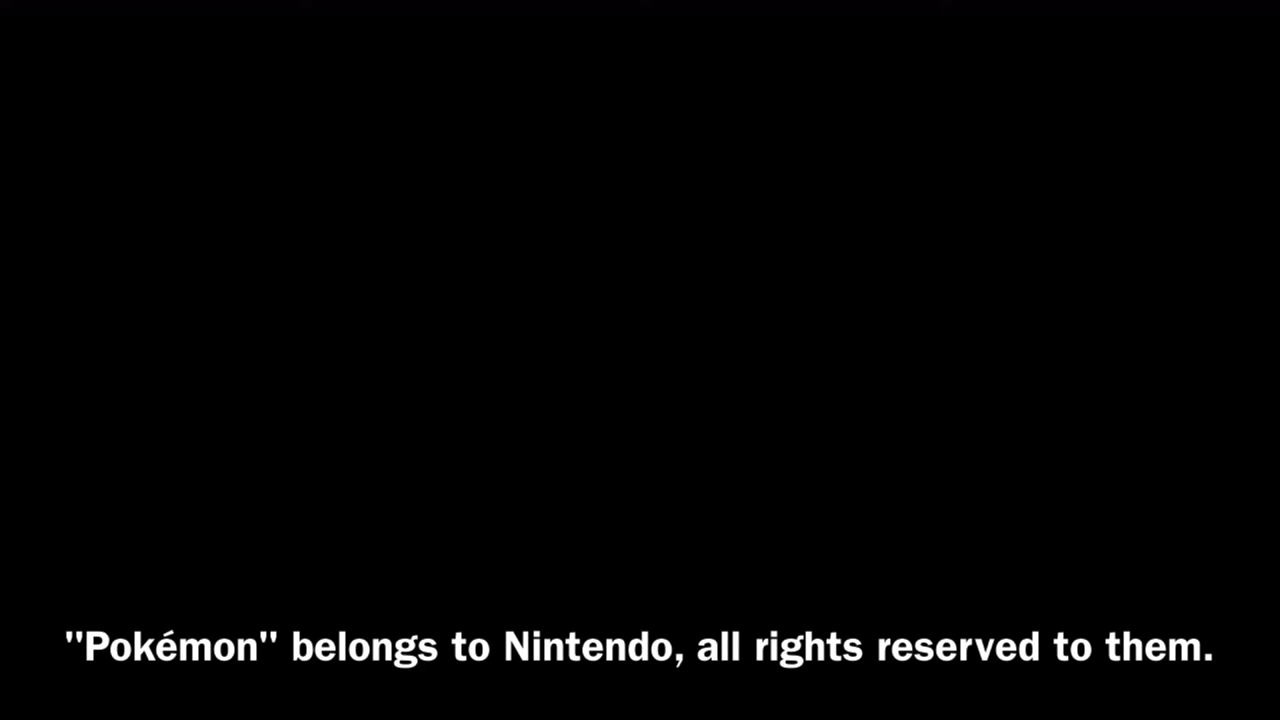 "Pokémon" belongs to Nintendo, all rights reserved to them.